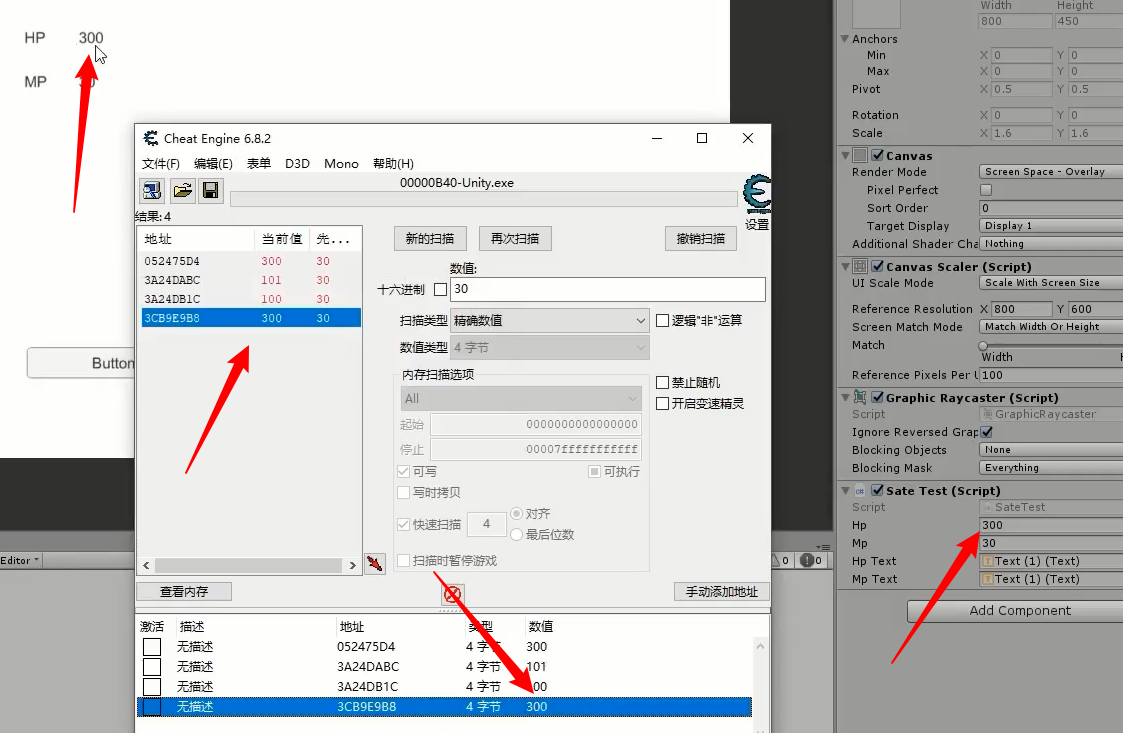 HP 300
MP
Cheat Engine 6.8.2
文件(F) 编辑(E) 表单 D3D Mono 帮助(H)
00000B40-Unity.exe
设置
结果: 4
地址 当前值 先...
052475D4 300 30
3A24DABC 101 30
3A24DB1C 100 30
3CB9E9B8 300 30
新的扫描 再次扫描 撤销扫描
数值:
十六进制 30
扫描类型 精确数值 逻辑"非"运算
数值类型 4 字节
内存扫描选项 禁止随机
All 开启变速精灵
起始 0000000000000000
停止 00007fffffffffff
可写 可执行
写时拷贝
快速扫描 4 对齐
最后位数
扫描时暂停游戏
查看内存 手动添加地址
激活 描述 地址 类型 数值
无描述 052475D4 4 字节 300
无描述 3A24DABC 4 字节 101
无描述 3A24DB1C 4 字节
无描述 3CB9E9B8 4 字节 300
Button
Editor
0 0
Width Height
800 450
Anchors
Min X 0 Y 0
Max X 0 Y 0
Pivot X 0.5 Y 0.5
Rotation X 0 Y 0
Scale X 1.6 Y 1.6
Canvas
Render Mode Screen Space - Overlay
Pixel Perfect
Sort Order 0
Target Display Display 1
Additional Shader Cha Nothing
Canvas Scaler (Script)
UI Scale Mode Scale With Screen Size
Reference Resolution X 800 Y 600
Screen Match Mode Match Width Or Height
Match
Width H
Reference Pixels Per U 100
Graphic Raycaster (Script)
Script GraphicRaycaster
Ignore Reversed Grap
Blocking Objects None
Blocking Mask Everything
Sate Test (Script)
Script SateTest
Hp 300
Mp 30
Hp Text Text (1) (Text)
Mp Text Text (1) (Text)
Add Component